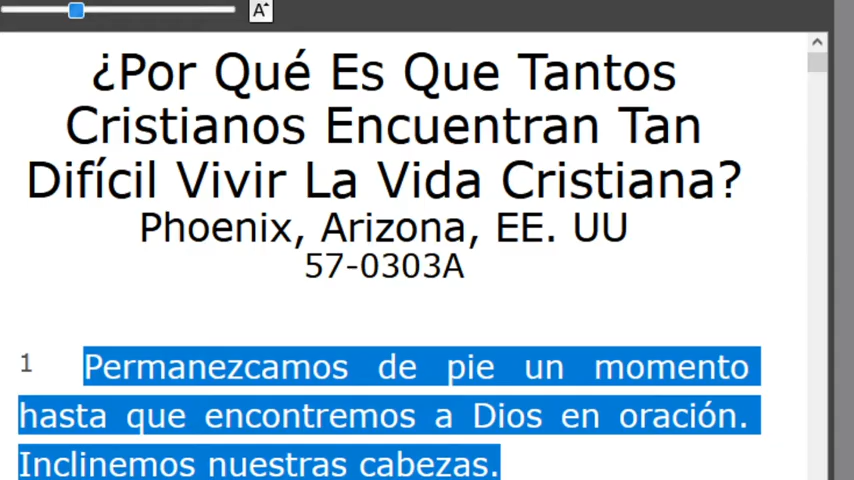 A
¿Por Qué Es Que Tantos
Cristianos Encuentran Tan
Difícil Vivir La Vida Cristiana?
Phoenix, Arizona, EE. UU
57-0303A
1 Permanezcamos de pie un momento
hasta que encontremos a Dios en oración.
Inclinemos nuestras cabezas.